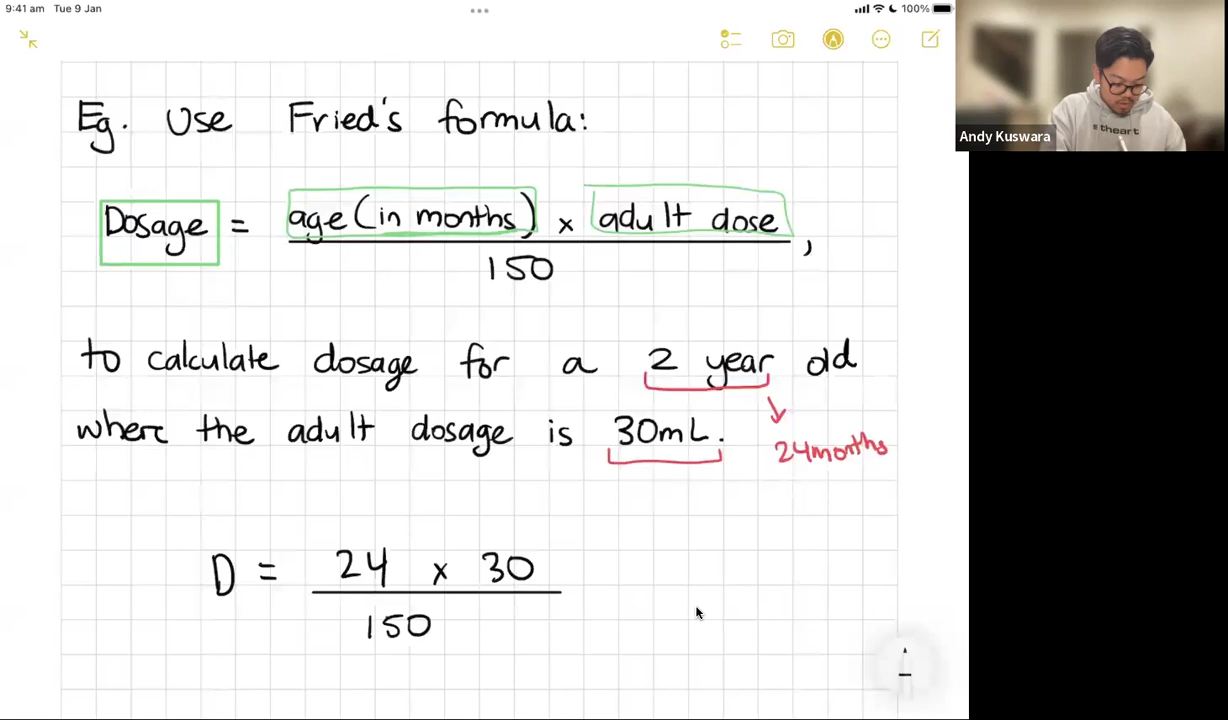 9:41 am Tue 9 Jan
100%
Eg. Use Fried's formula:
Dosage = age (in months) × adult dose
150 ,
to calculate dosage for a 2 year old
where the adult dosage is 30mL.
24months
D = 24 × 30
150
Andy Kuswara
theart